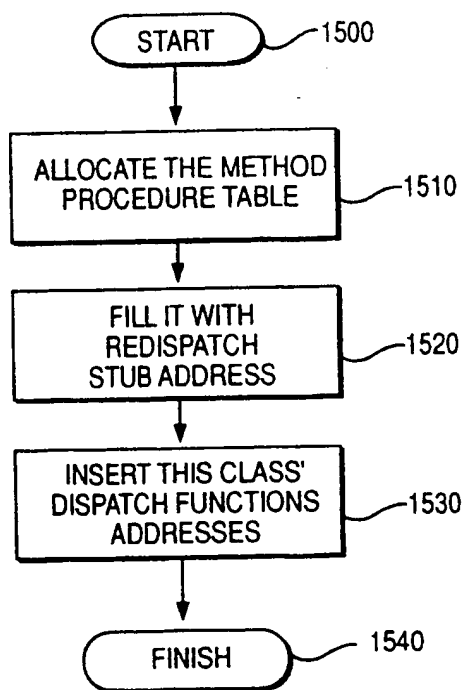 START
1500
ALLOCATE THE METHOD
PROCEDURE TABLE
1510
FILL IT WITH
REDISPATCH
STUB ADDRESS
1520
INSERT THIS CLASS'
DISPATCH FUNCTIONS
ADDRESSES
1530
FINISH
1540